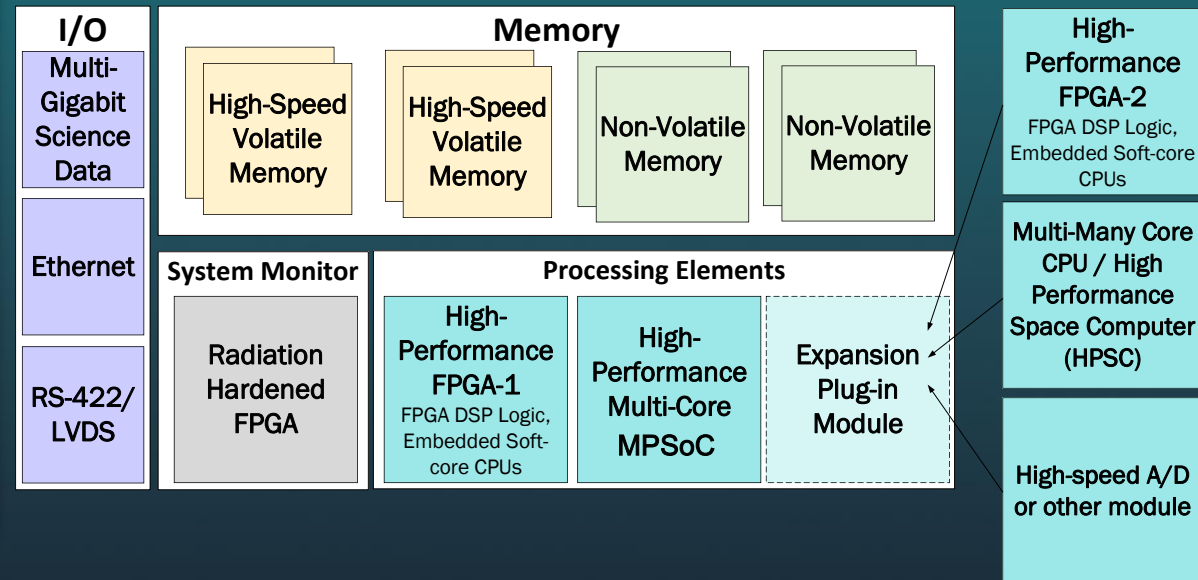 I/O
Multi-
Gigabit
Science
Data
Ethernet
RS-422/
LVDS
Memory
High-Speed
Volatile
Memory
High-Speed
Volatile
Memory
Non-Volatile
Memory
Non-Volatile
Memory
System Monitor
Radiation
Hardened
FPGA
Processing Elements
High-
Performance
FPGA-1
FPGA DSP Logic,
Embedded Soft-
core CPUs
High-
Performance
Multi-Core
MPSoC
Expansion
Plug-in
Module
High-
Performance
FPGA-2
FPGA DSP Logic,
Embedded Soft-core
CPUs
Multi-Many Core
CPU / High
Performance
Space Computer
(HPSC)
High-speed A/D
or other module